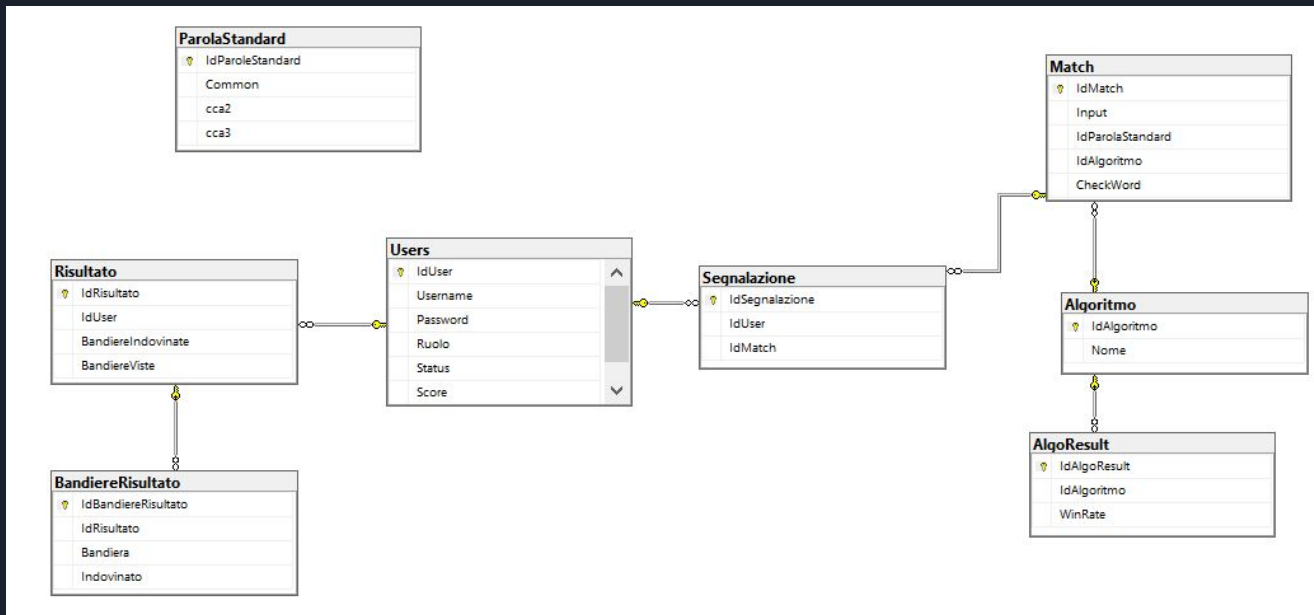 ParolaStandard
IdParoleStandard
Common
cca2
cca3
Match
IdMatch
Input
IdParolaStandard
IdAlgoritmo
CheckWord
Users
IdUser
Username
Password
Ruolo
Status
Score
Risultato
IdRisultato
IdUser
BandiereIndovinate
BandiereViste
Segnalazione
IdSegnalazione
IdUser
IdMatch
Algoritmo
IdAlgoritmo
Nome
AlgoResult
IdAlgoResult
IdAlgoritmo
WinRate
BandiereRisultato
IdBandiereRisultato
IdRisultato
Bandiera
Indovinato